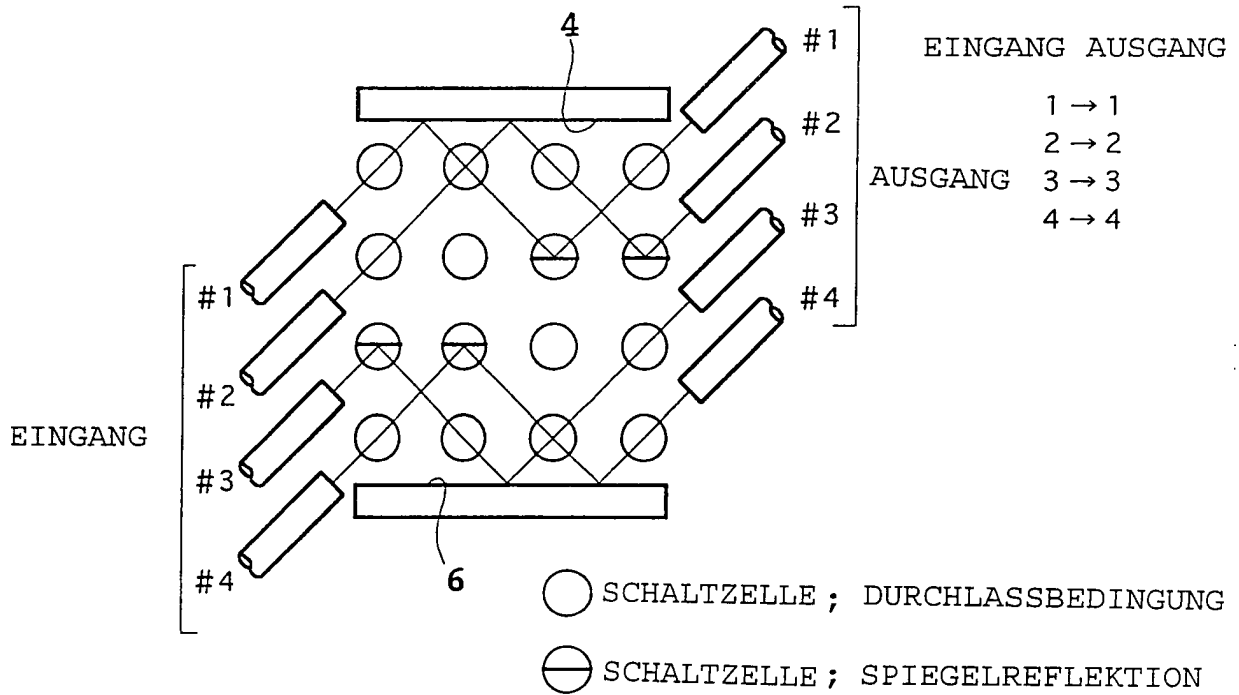 4
#1
#2
#3
#4
AUSGANG
EINGANG AUSGANG
1 → 1
2 → 2
3 → 3
4 → 4
EINGANG
#1
#2
#3
#4
6
SCHALTZELLE ; DURCHLASSBEDINGUNG
SCHALTZELLE ; SPIEGELREFLEKTION